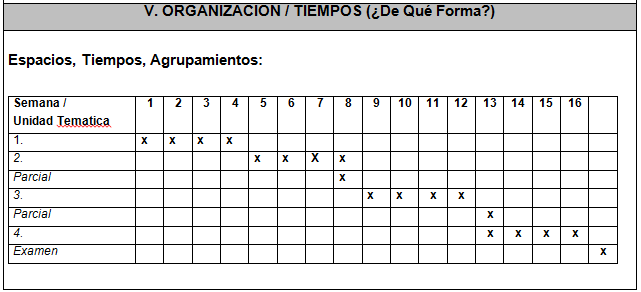 V. ORGANIZACION / TIEMPOS (¿De Qué Forma?)
Espacios, Tiempos, Agrupamientos:
Semana / 1 2 3 4 5 6 7 8 9 10 11 12 13 14 15 16
Unidad Tematica
1. x x x x
2. x x X x
Parcial x
3. x x x x
Parcial x
4. x x x x
Examen x